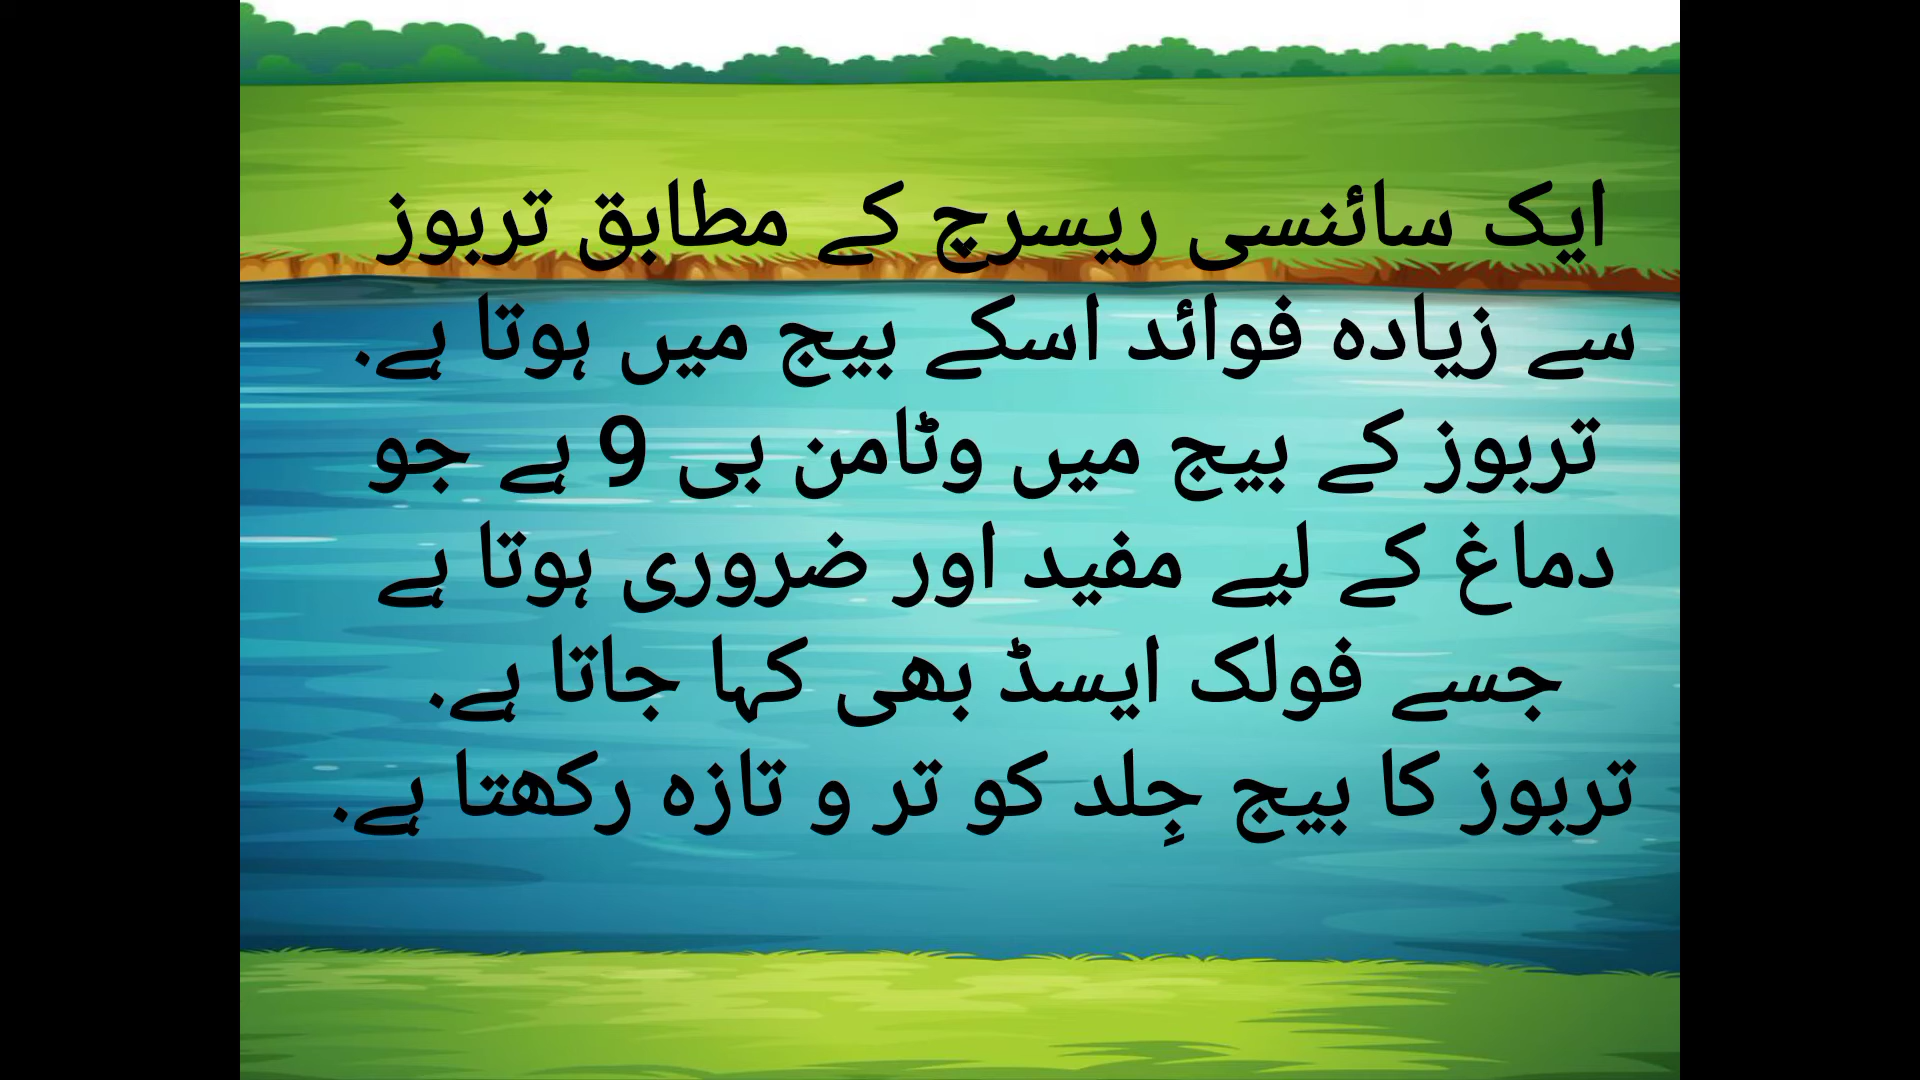 ایک سائنسی ریسرچ کے مطابق تربوز
سے زیادہ فوائد اسکے بیج میں ہوتا ہے.
تربوز کے بیج میں وٹامن بی 9 ہے جو
دماغ کے لیے مفید اور ضروری ہوتا ہے
جسے فولک ایسڈ بھی کہا جاتا ہے.
تربوز کا بیج جِلد کو تر و تازہ رکھتا ہے.